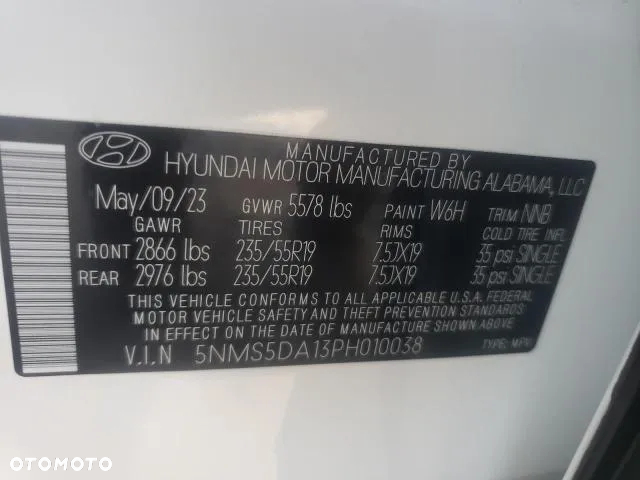 MANUFACTURED BY
HYUNDAI MOTOR MANUFACTURING ALABAMA, LLC
May/09/23 GVWR 5578 lbs PAINT W6H TRIM NNB
GAWR TIRES RIMS COLD TIRE INFL
FRONT 2866 lbs 235/55R19 7.5JX19 35 psi SINGLE
REAR 2976 lbs 235/55R19 7.5JX19 35 psi SINGLE
THIS VEHICLE CONFORMS TO ALL APPLICABLE U.S.A. FEDERAL
MOTOR VEHICLE SAFETY AND THEFT PREVENTION STANDARDS
IN EFFECT ON THE DATE OF MANUFACTURE SHOWN ABOVE.
V.I.N 5NMS5DA13PH010038 TYPE: MPV
OTOMOTO